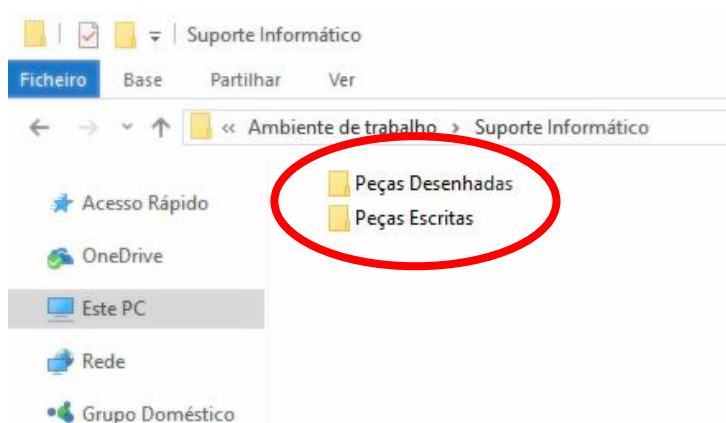 Suporte Informático
Ficheiro Base Partilhar Ver
« Ambiente de trabalho > Suporte Informático
Peças Desenhadas
Peças Escritas
Acesso Rápido
OneDrive
Este PC
Rede
Grupo Doméstico